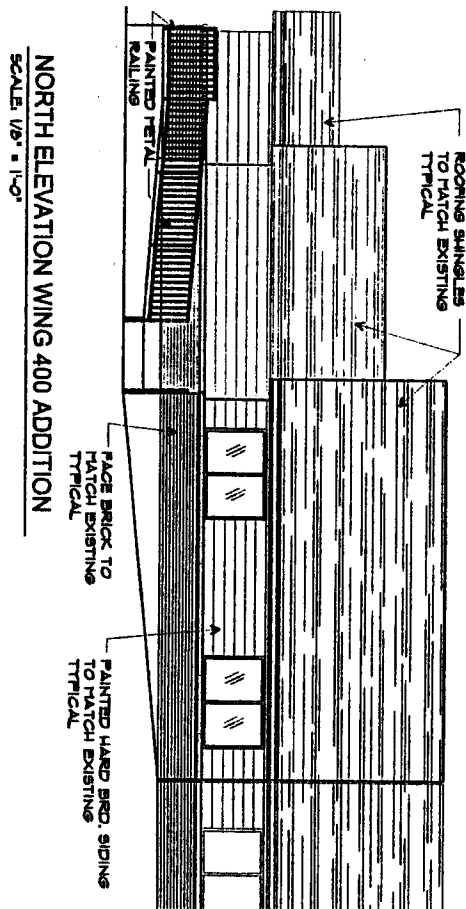 ROOFING SHINGLES
TO MATCH EXISTING
TYPICAL
PAINTED METAL
RAILING
FACE BRICK TO
MATCH EXISTING
TYPICAL
PAINTED HARD BRD. SIDING
TO MATCH EXISTING
TYPICAL
NORTH ELEVATION WING 400 ADDITION
SCALE: 1/8" = 1'-0"